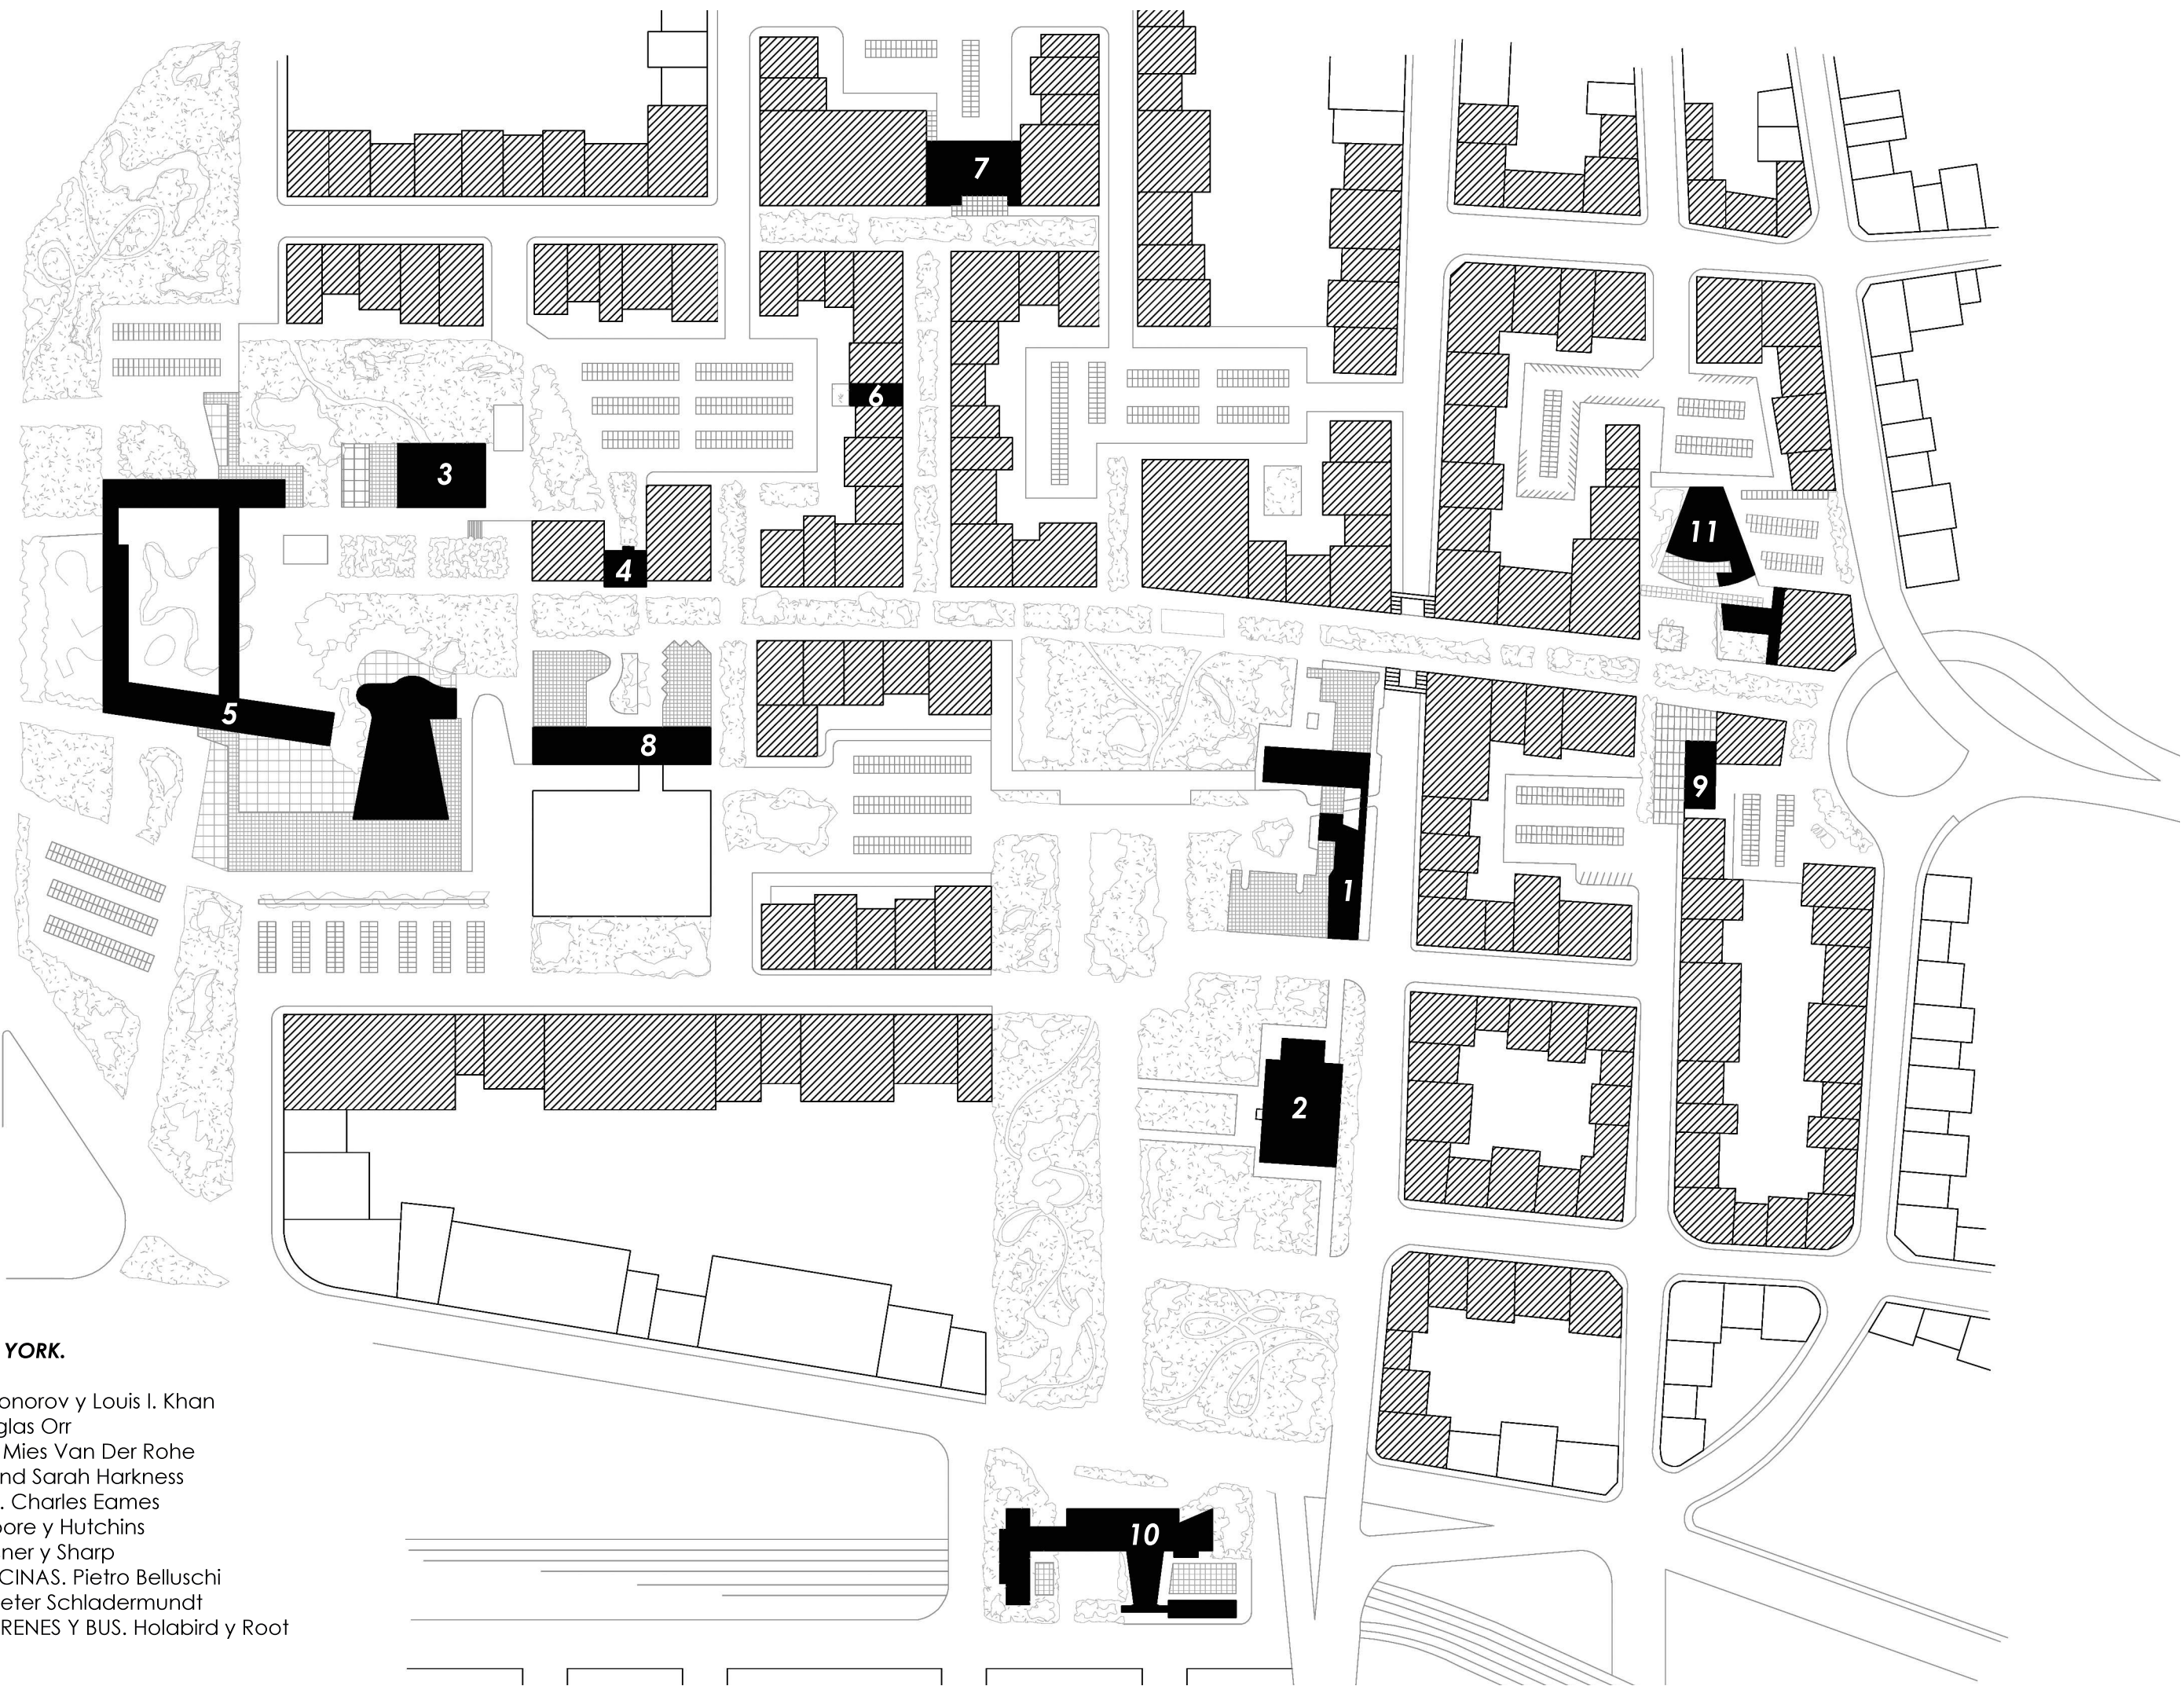 7
6
3
11
4
5
8
9
1
2
10
YORK.
onorov y Louis I. Khan
glas Orr
Mies Van Der Rohe
nd Sarah Harkness
. Charles Eames
oore y Hutchins
ner y Sharp
CINAS. Pietro Belluschi
eter Schladermundt
RENES Y BUS. Holabird y Root